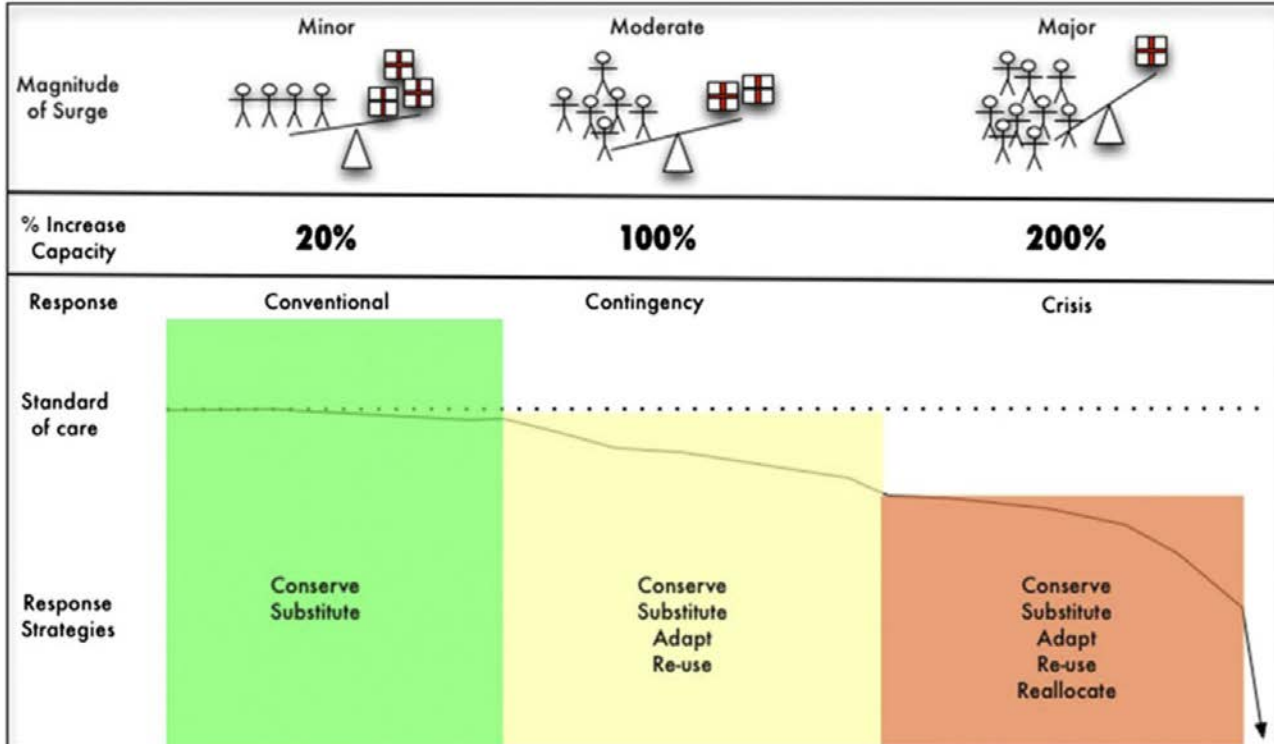 Minor
Moderate
Major
Magnitude
of Surge
% Increase
Capacity
20%
100%
200%
Response
Conventional
Contingency
Crisis
Standard
of care
Response
Strategies
Conserve
Substitute
Conserve
Substitute
Adapt
Re-use
Conserve
Substitute
Adapt
Re-use
Reallocate